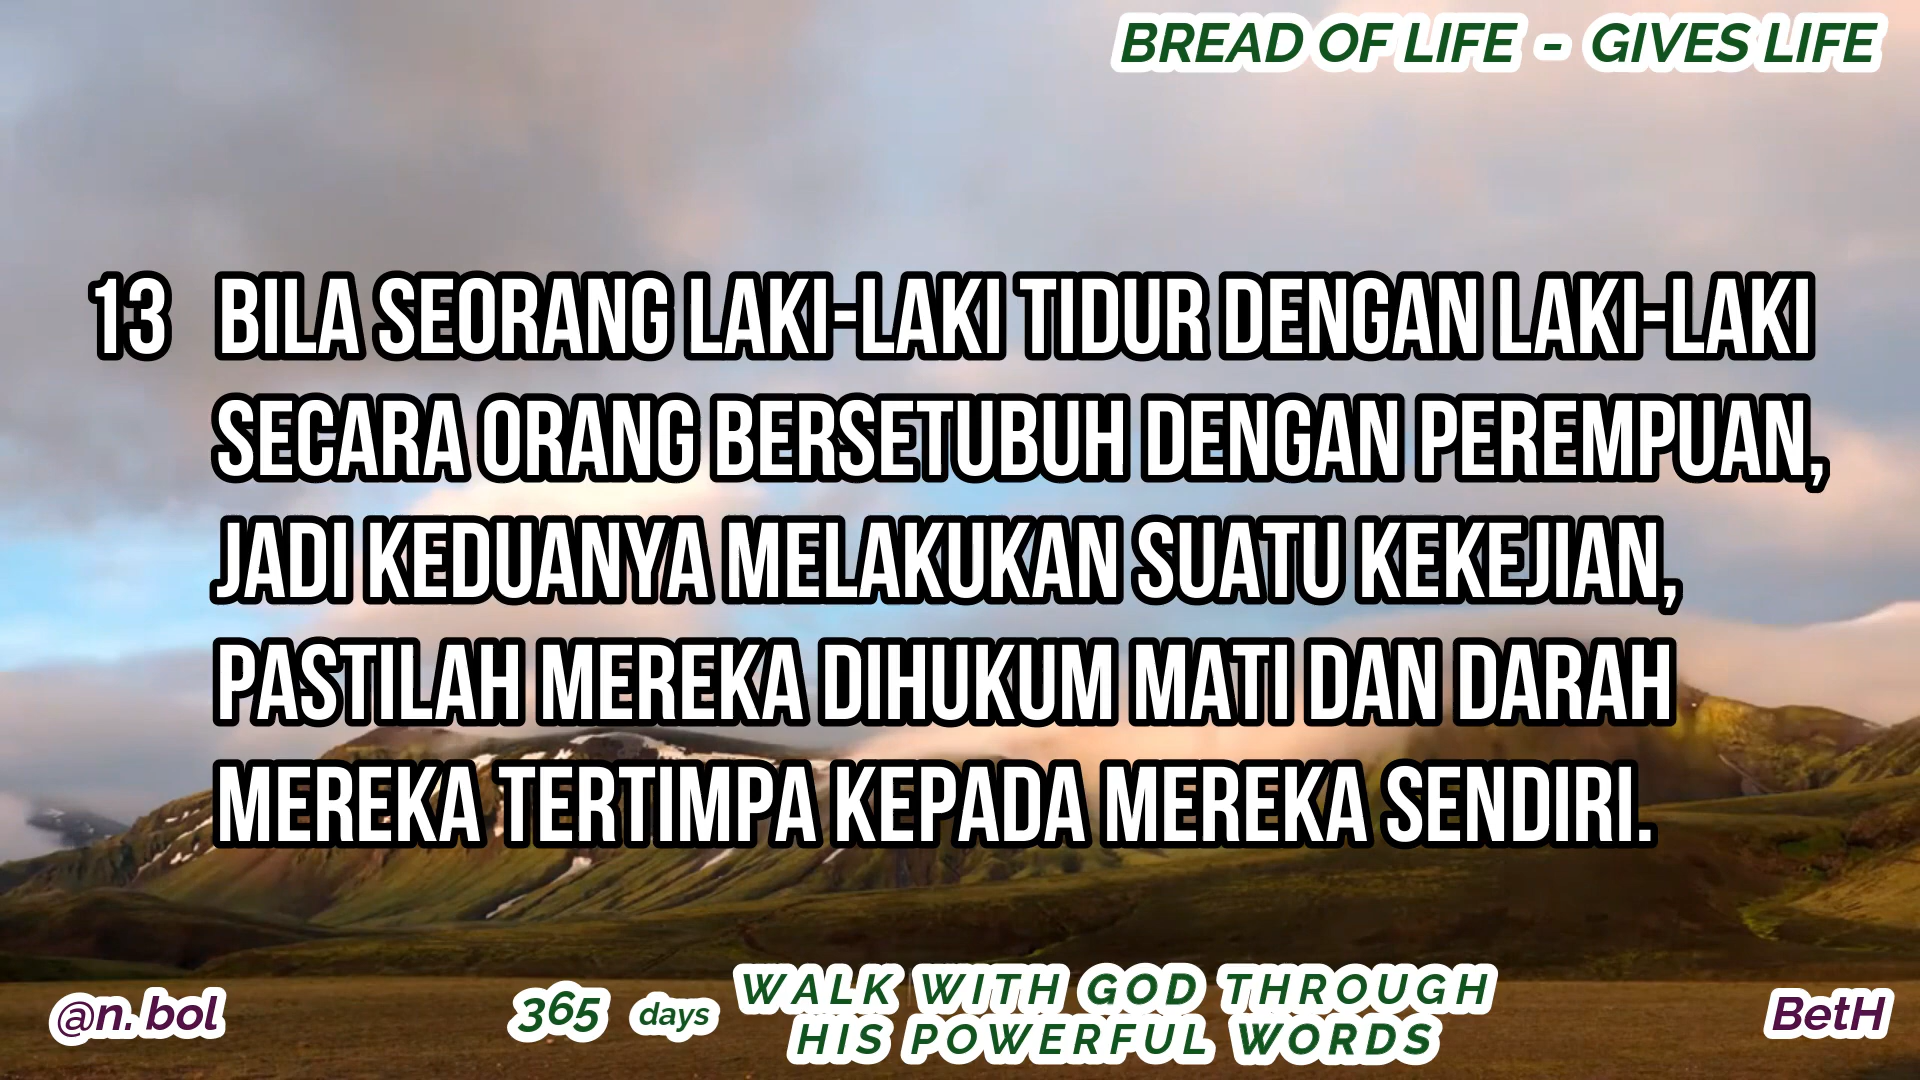 BREAD OF LIFE - GIVES LIFE
13 BILA SEORANG LAKI-LAKI TIDUR DENGAN LAKI-LAKI
SECARA ORANG BERSETUBUH DENGAN PEREMPUAN,
JADI KEDUANYA MELAKUKAN SUATU KEKEJIAN,
PASTILAH MEREKA DIHUKUM MATI DAN DARAH
MEREKA TERTIMPA KEPADA MEREKA SENDIRI.
@n.bol
365 days
WALK WITH GOD THROUGH
HIS POWERFUL WORDS
BetH